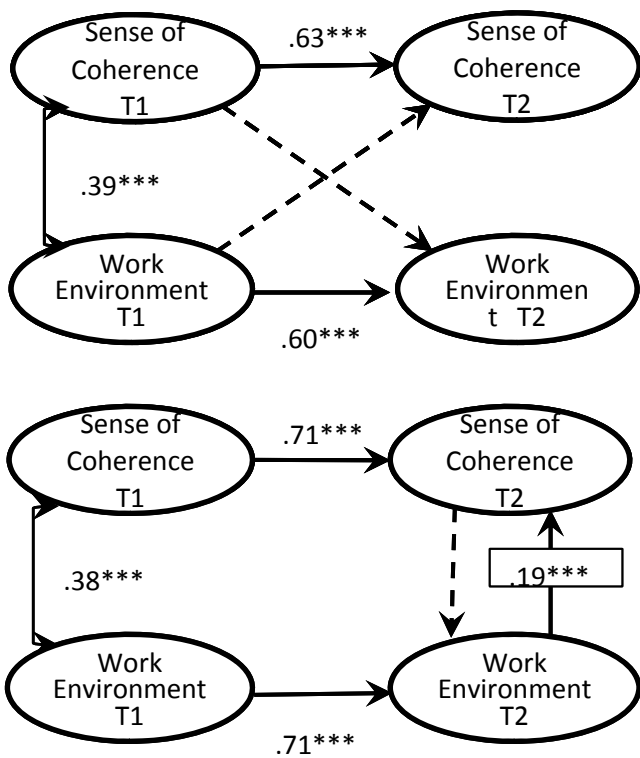 Sense of
Coherence
T1
.63***
Sense of
Coherence
T2
.39***
Work
Environment
T1
.60***
Work
Environmen
t T2
Sense of
Coherence
T1
.71***
Sense of
Coherence
T2
.38***
.19***
Work
Environment
T1
.71***
Work
Environment
T2